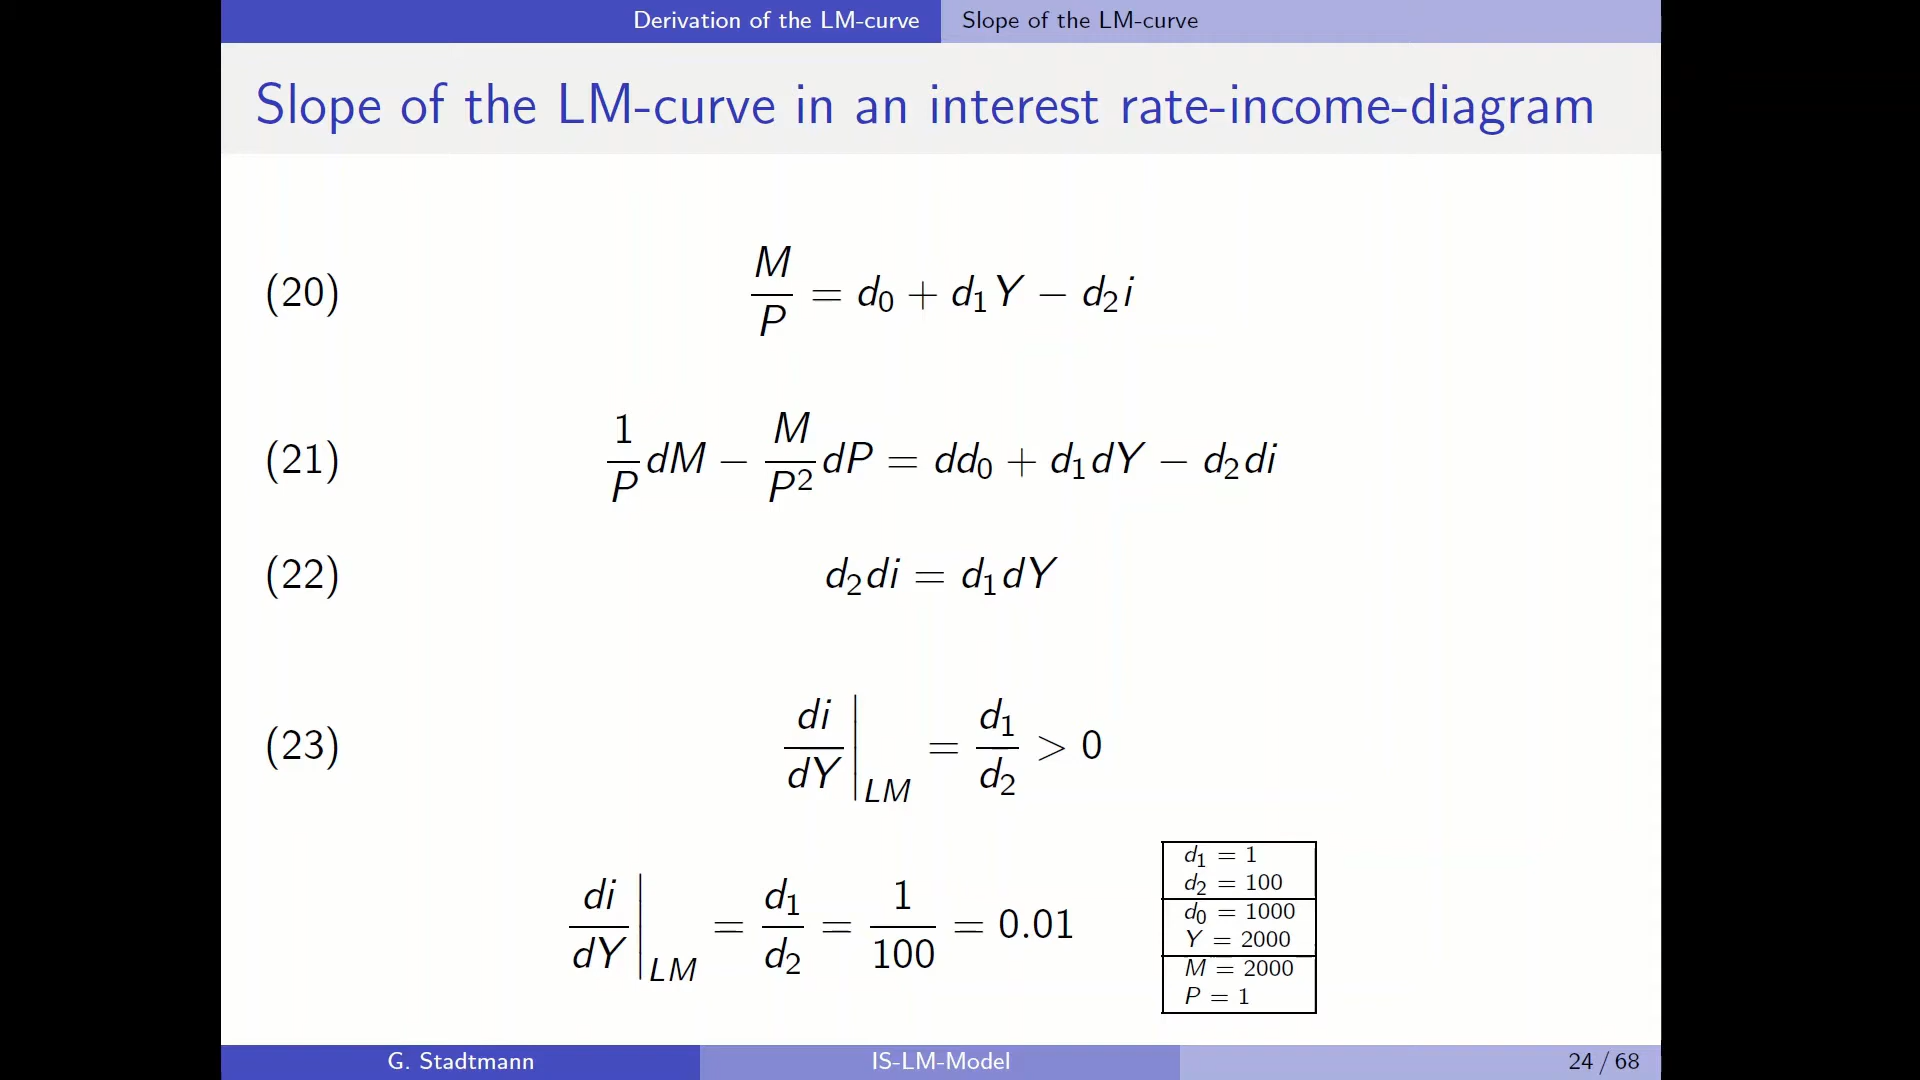 Derivation of the LM-curve Slope of the LM-curve
Slope of the LM-curve in an interest rate-income-diagram
(20) M/P = d₀ + d₁Y − d₂i
(21) 1/P dM − M/P² dP = dd₀ + d₁dY − d₂di
(22) d₂di = d₁dY
(23) di/dY |LM = d₁/d₂ > 0
di/dY |LM = d₁/d₂ = 1/100 = 0.01
d₁ = 1
d₂ = 100
d₀ = 1000
Y = 2000
M = 2000
P = 1
G. Stadtmann IS-LM-Model 24 / 68